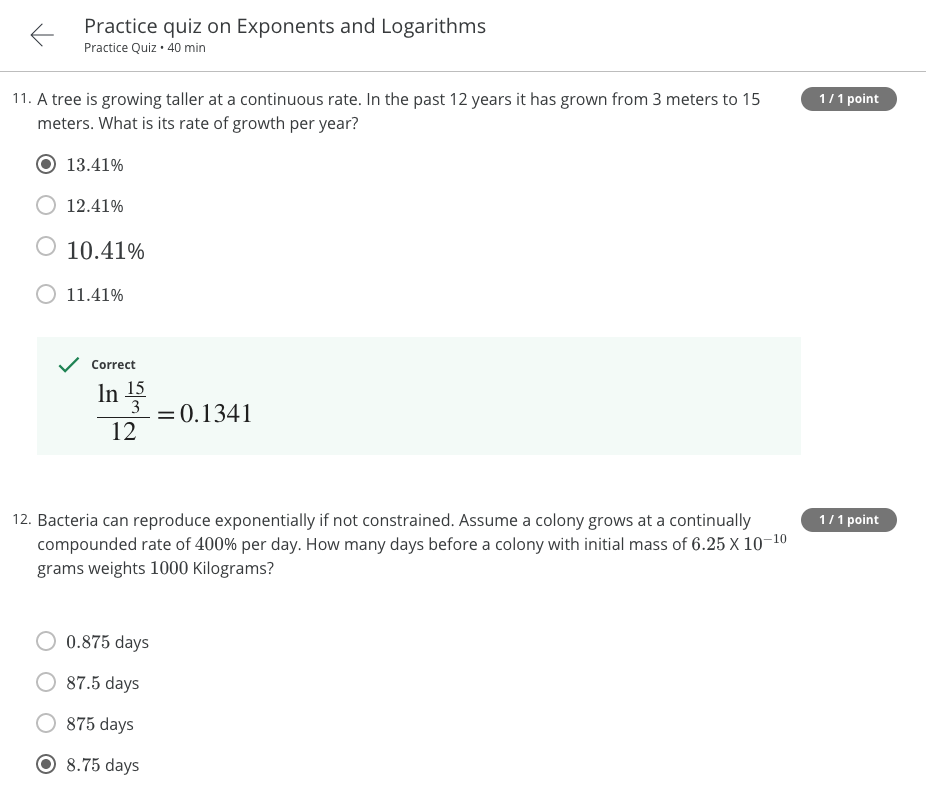 Practice quiz on Exponents and Logarithms
Practice Quiz • 40 min
11. A tree is growing taller at a continuous rate. In the past 12 years it has grown from 3 meters to 15
1 / 1 point
meters. What is its rate of growth per year?
13.41%
12.41%
10.41%
11.41%
Correct
ln 15/3
/12 = 0.1341
12. Bacteria can reproduce exponentially if not constrained. Assume a colony grows at a continually
1 / 1 point
compounded rate of 400% per day. How many days before a colony with initial mass of 6.25 X 10⁻¹⁰
grams weights 1000 Kilograms?
0.875 days
87.5 days
875 days
8.75 days